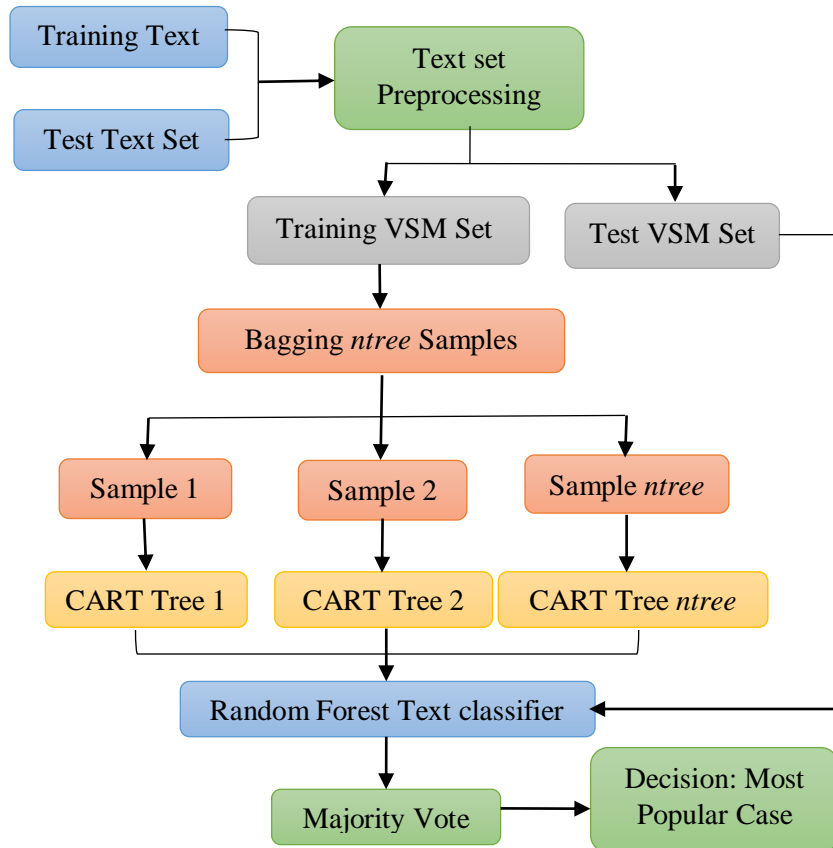 Training Text
Text set
Preprocessing
Test Text Set
Training VSM Set
Test VSM Set
Bagging ntree Samples
Sample 1
Sample 2
Sample ntree
CART Tree 1
CART Tree 2
CART Tree ntree
Random Forest Text classifier
Decision: Most
Popular Case
Majority Vote